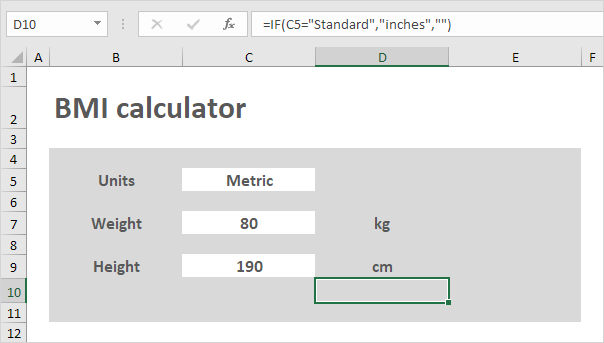 D10 fx =IF(C5="Standard","inches","")
A B C D E F
1
2 BMI calculator
3
4
5 Units Metric
6
7 Weight 80 kg
8
9 Height 190 cm
10
11
12